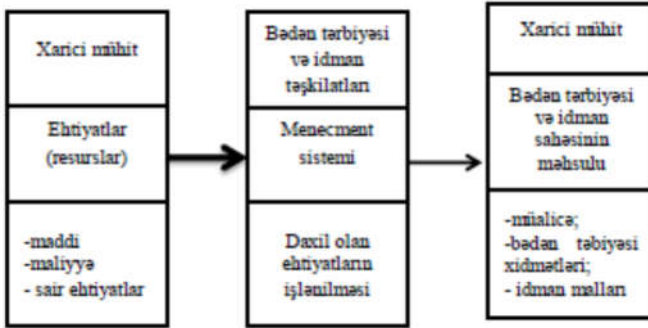 Xarici mühit
Ehtiyatlar
(resurslar)
-maddi
-maliyyə
- sair ehtiyatlar
Bədən tərbiyəsi
və idman
təşkilatları
Menecment
sistemi
Daxil olan
ehtiyatların
işlənilməsi
Xarici mühit
Bədən tərbiyəsi
və idman
sahəsinin
məhsulu
-müalicə;
-bədən təbiyəsi
xidmətləri;
- idman malları